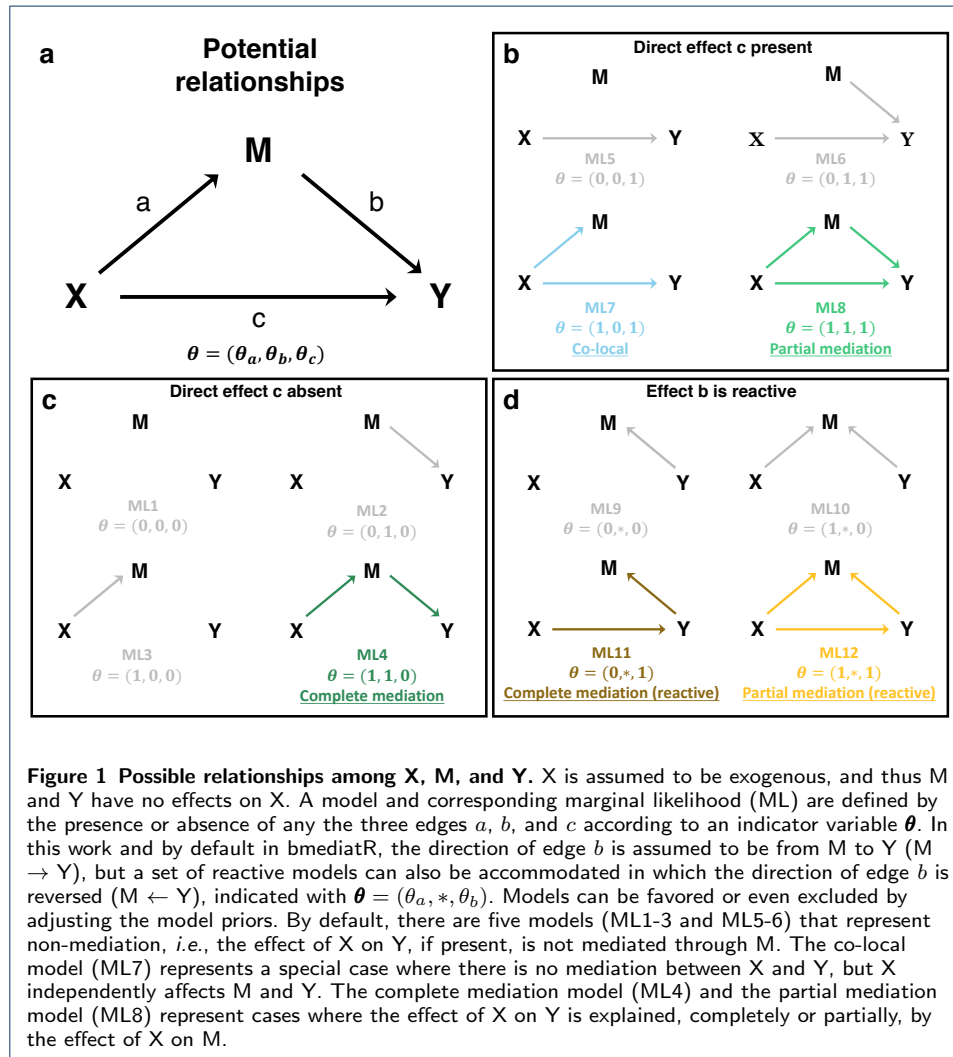 a
Potential
relationships
M
a
b
X
Y
c
θ = (θa, θb, θc)
b
Direct effect c present
M
X
Y
ML5
θ = (0, 0, 1)
M
X
Y
ML6
θ = (0, 1, 1)
M
X
Y
ML7
θ = (1, 0, 1)
Co-local
M
X
Y
ML8
θ = (1, 1, 1)
Partial mediation
c
Direct effect c absent
M
X
Y
ML1
θ = (0, 0, 0)
M
X
Y
ML2
θ = (0, 1, 0)
M
X
Y
ML3
θ = (1, 0, 0)
M
X
Y
ML4
θ = (1, 1, 0)
Complete mediation
d
Effect b is reactive
M
X
Y
ML9
θ = (0,*, 0)
M
X
Y
ML10
θ = (1,*, 0)
M
X
Y
ML11
θ = (0,*, 1)
Complete mediation (reactive)
M
X
Y
ML12
θ = (1,*, 1)
Partial mediation (reactive)
Figure 1 Possible relationships among X, M, and Y. X is assumed to be exogenous, and thus M
and Y have no effects on X. A model and corresponding marginal likelihood (ML) are defined by
the presence or absence of any the three edges a, b, and c according to an indicator variable θ. In
this work and by default in bmediatR, the direction of edge b is assumed to be from M to Y (M
→ Y), but a set of reactive models can also be accommodated in which the direction of edge b is
reversed (M ← Y), indicated with θ = (θa, *, θb). Models can be favored or even excluded by
adjusting the model priors. By default, there are five models (ML1-3 and ML5-6) that represent
non-mediation, i.e., the effect of X on Y, if present, is not mediated through M. The co-local
model (ML7) represents a special case where there is no mediation between X and Y, but X
independently affects M and Y. The complete mediation model (ML4) and the partial mediation
model (ML8) represent cases where the effect of X on Y is explained, completely or partially, by
the effect of X on M.